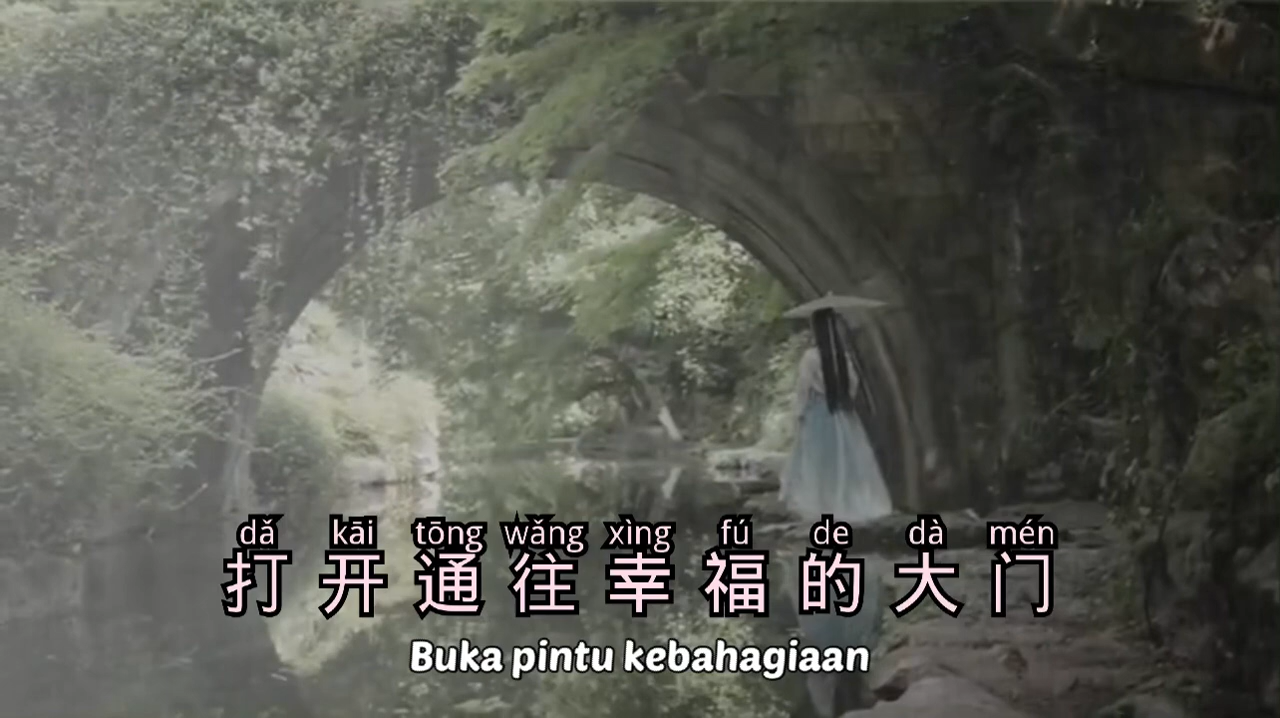 dǎ kāi tōng wǎng xìng fú de dà mén
打开通往幸福的大门
Buka pintu kebahagiaan